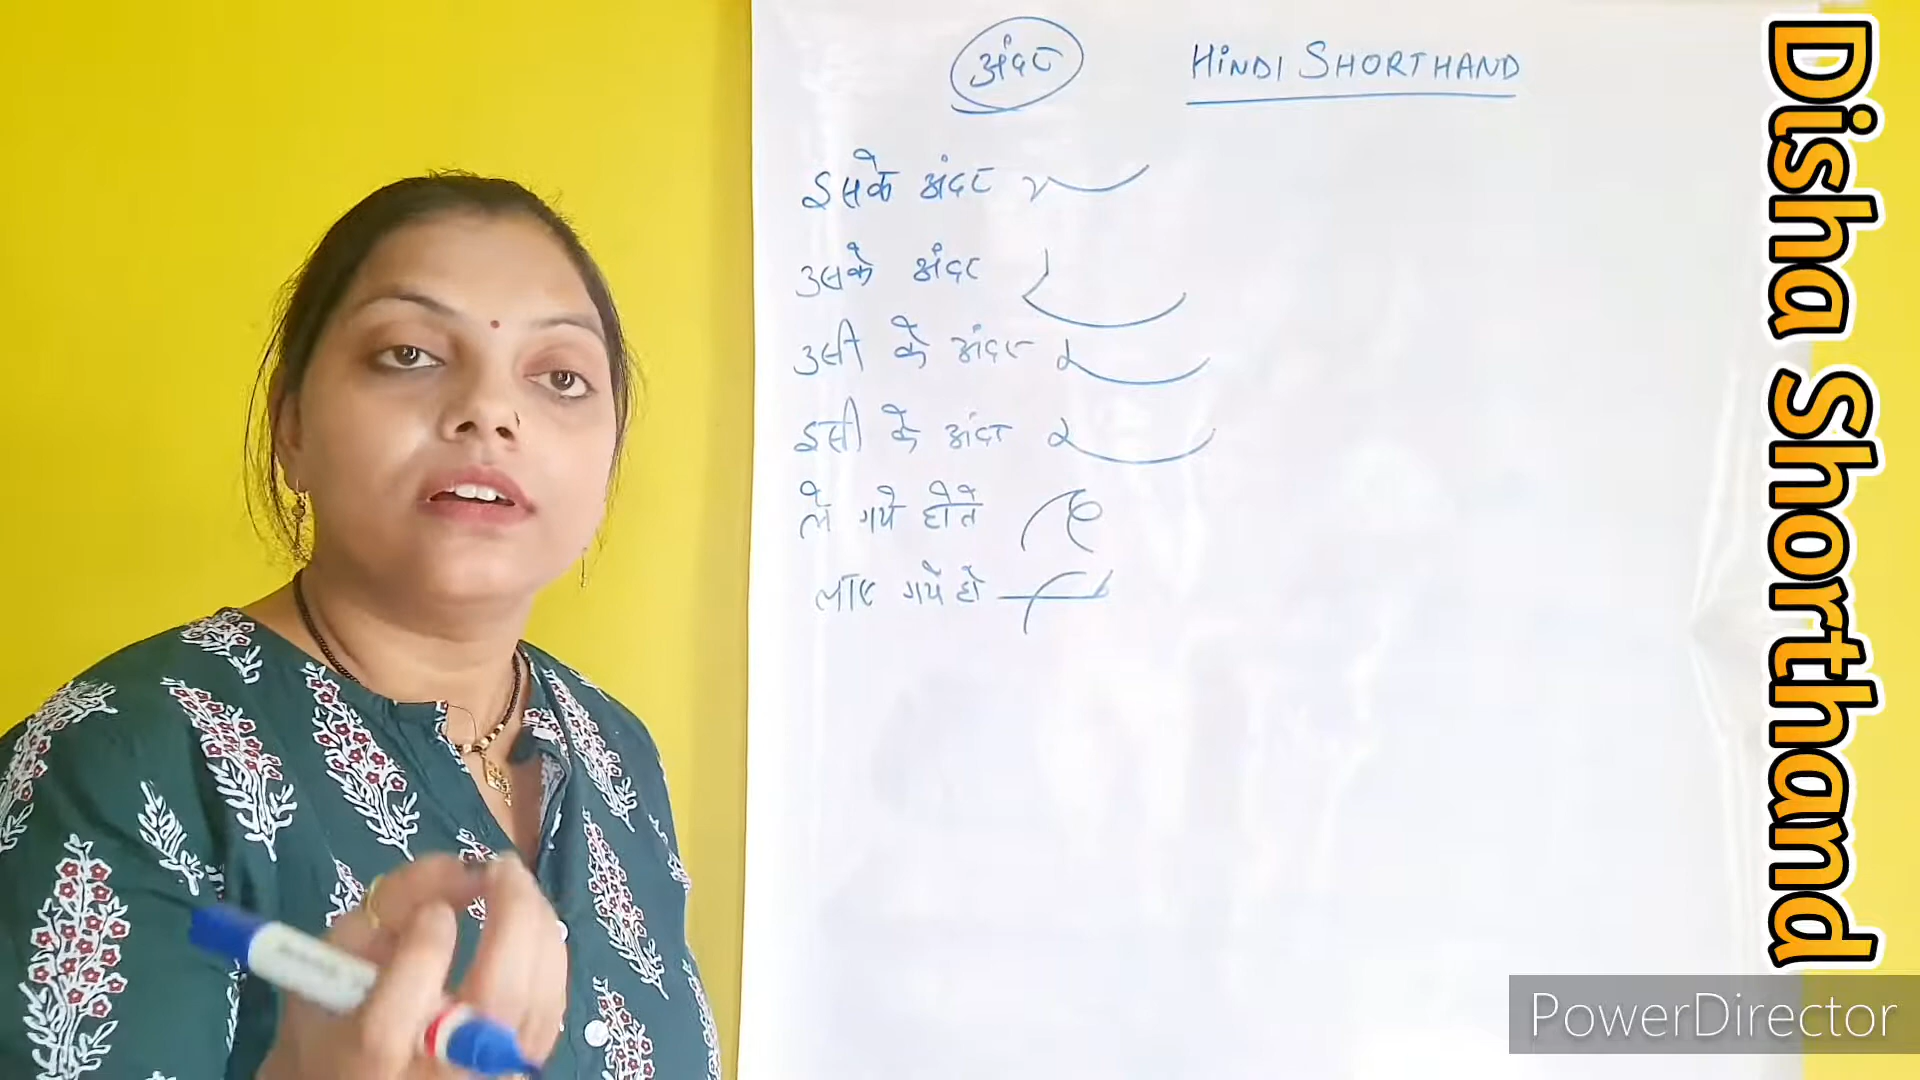 अंदर
HINDI SHORTHAND
इसके अंदर
उसके अंदर
उसी के अंदर
इसी के अंदर
ले गये होते
लाए गये हो
Disha Shorthand
PowerDirector